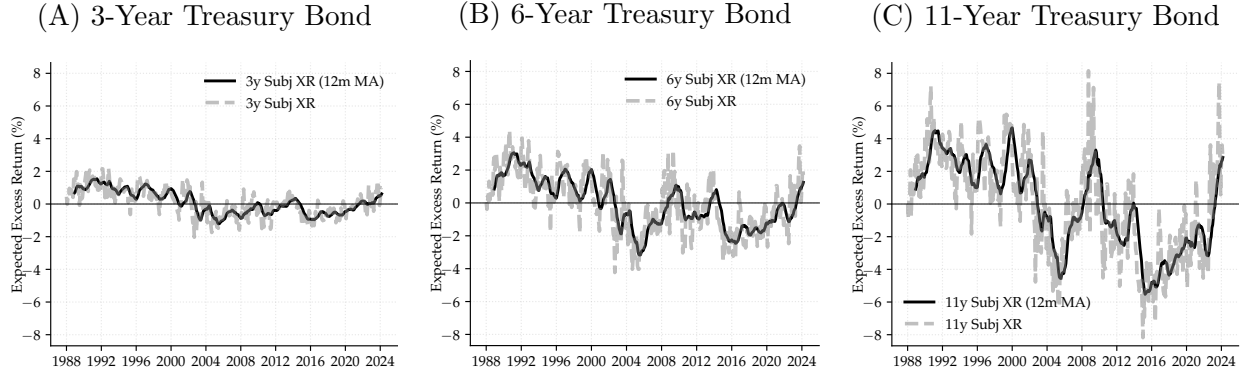 (A) 3-Year Treasury Bond
Expected Excess Return (%)
8
6
4
2
0
−2
−4
−6
−8
3y Subj XR (12m MA)
3y Subj XR
1988 1992 1996 2000 2004 2008 2012 2016 2020 2024
(B) 6-Year Treasury Bond
Expected Excess Return (%)
8
6
4
2
0
−2
−4
−6
−8
6y Subj XR (12m MA)
6y Subj XR
1988 1992 1996 2000 2004 2008 2012 2016 2020 2024
(C) 11-Year Treasury Bond
Expected Excess Return (%)
8
6
4
2
0
−2
−4
−6
−8
11y Subj XR (12m MA)
11y Subj XR
1988 1992 1996 2000 2004 2008 2012 2016 2020 2024